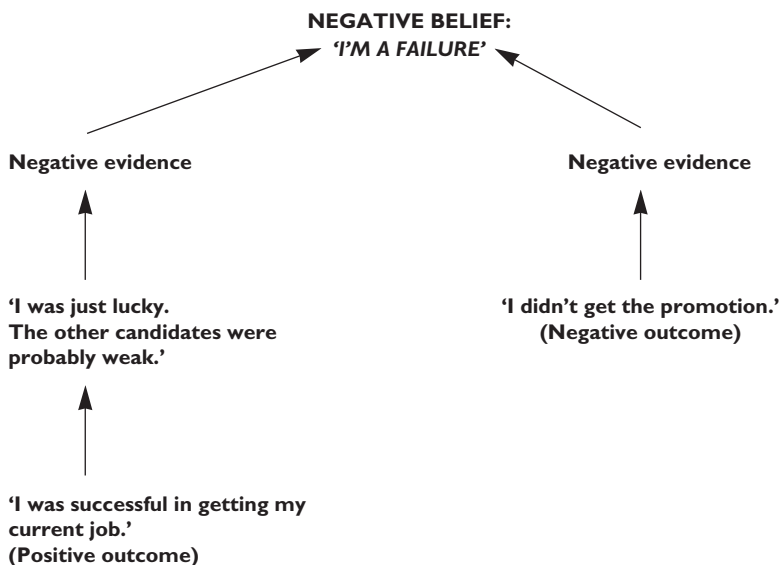 NEGATIVE BELIEF:
‘I’M A FAILURE’
Negative evidence
Negative evidence
‘I was just lucky.
The other candidates were
probably weak.’
‘I didn’t get the promotion.’
(Negative outcome)
‘I was successful in getting my
current job.’
(Positive outcome)